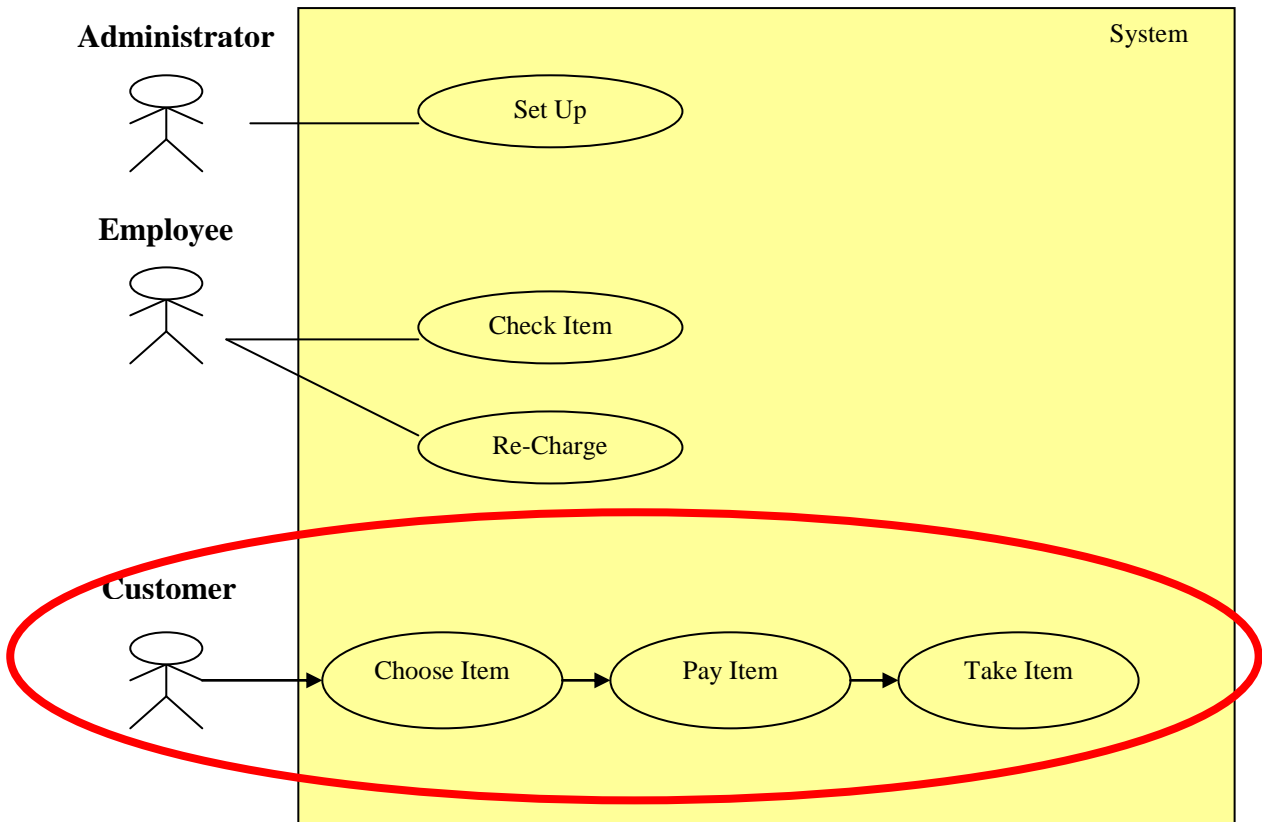 Administrator
System
Set Up
Employee
Check Item
Re-Charge
Customer
Choose Item
Pay Item
Take Item